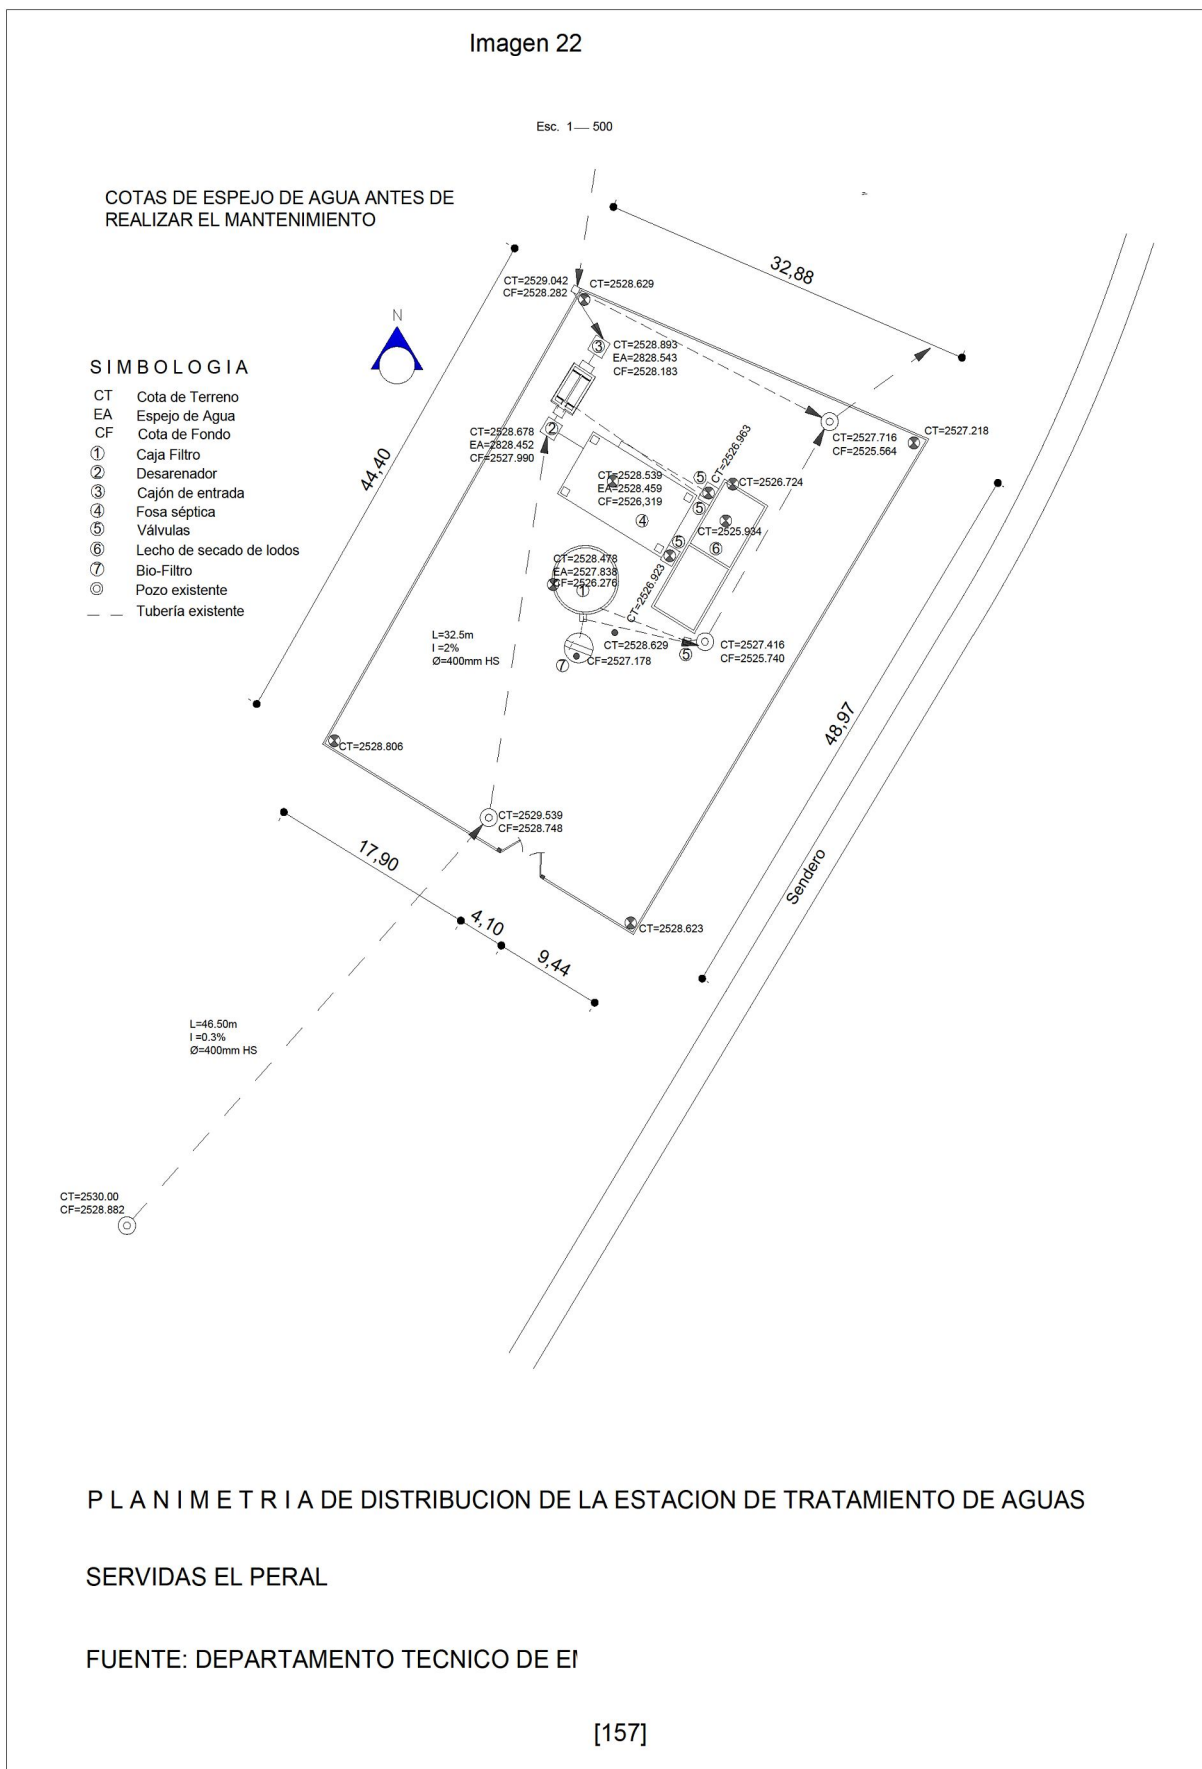 Imagen 22
Esc. 1— 500
COTAS DE ESPEJO DE AGUA ANTES DE
REALIZAR EL MANTENIMIENTO
32,88
44,40
N
CT=2529.042
CF=2528.282
CT=2528.629
CT=2528.893
EA=2828.543
CF=2528.183
S I M B O L O G I A
CT Cota de Terreno
EA Espejo de Agua
CF Cota de Fondo
1 Caja Filtro
2 Desarenador
3 Cajón de entrada
4 Fosa séptica
5 Válvulas
6 Lecho de secado de lodos
7 Bio-Filtro
Pozo existente
Tubería existente
3
2
CT=2528.678
EA=2828.452
CF=2527.990
CT=2527.716
CF=2525.564
CT=2527.218
CT=2526.963
CT=2528.539
EA=2528.459
CF=2526,319
4
5
5
CT=2526.724
CT=2525.934
6
5
CT=2526.923
CT=2528.478
EA=2527.838
CF=2526.276
1
CT=2528.629
CF=2527.178
7
5
CT=2527.416
CF=2525.740
L=32.5m
I =2%
Ø=400mm HS
48,97
CT=2528.806
CT=2529.539
CF=2528.748
17,90
4,10
9,44
CT=2528.623
Sendero
L=46.50m
I =0.3%
Ø=400mm HS
CT=2530.00
CF=2528.882
P L A N I M E T R I A DE DISTRIBUCION DE LA ESTACION DE TRATAMIENTO DE AGUAS
SERVIDAS EL PERAL
FUENTE: DEPARTAMENTO TECNICO DE
[157]